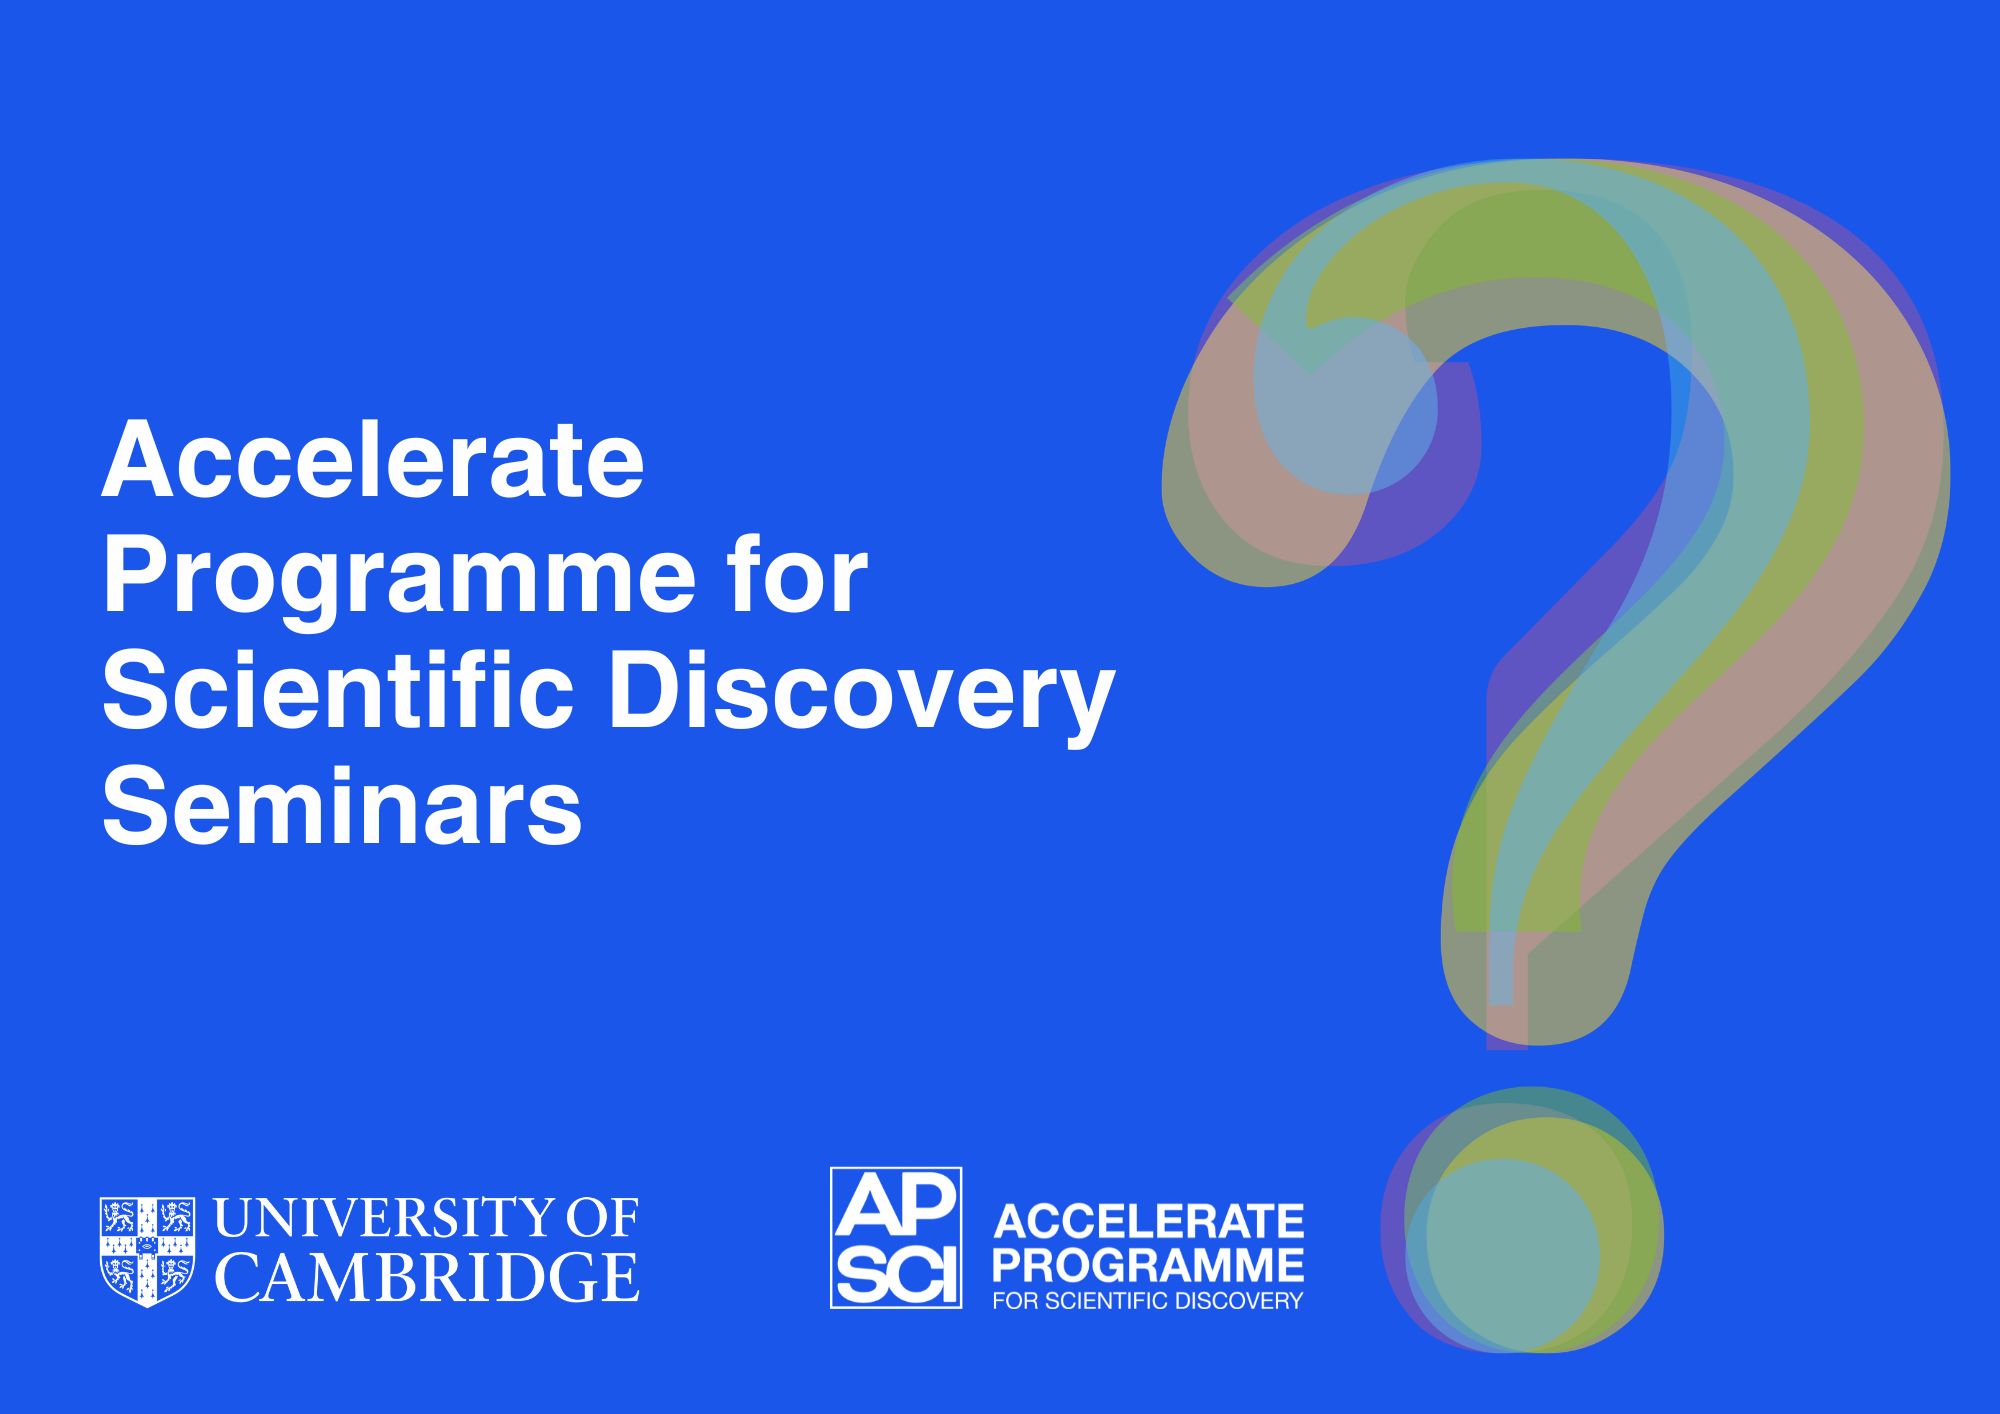 Accelerate
Programme for
Scientific Discovery
Seminars
UNIVERSITY OF
CAMBRIDGE
AP
SCI
ACCELERATE
PROGRAMME
FOR SCIENTIFIC DISCOVERY
?